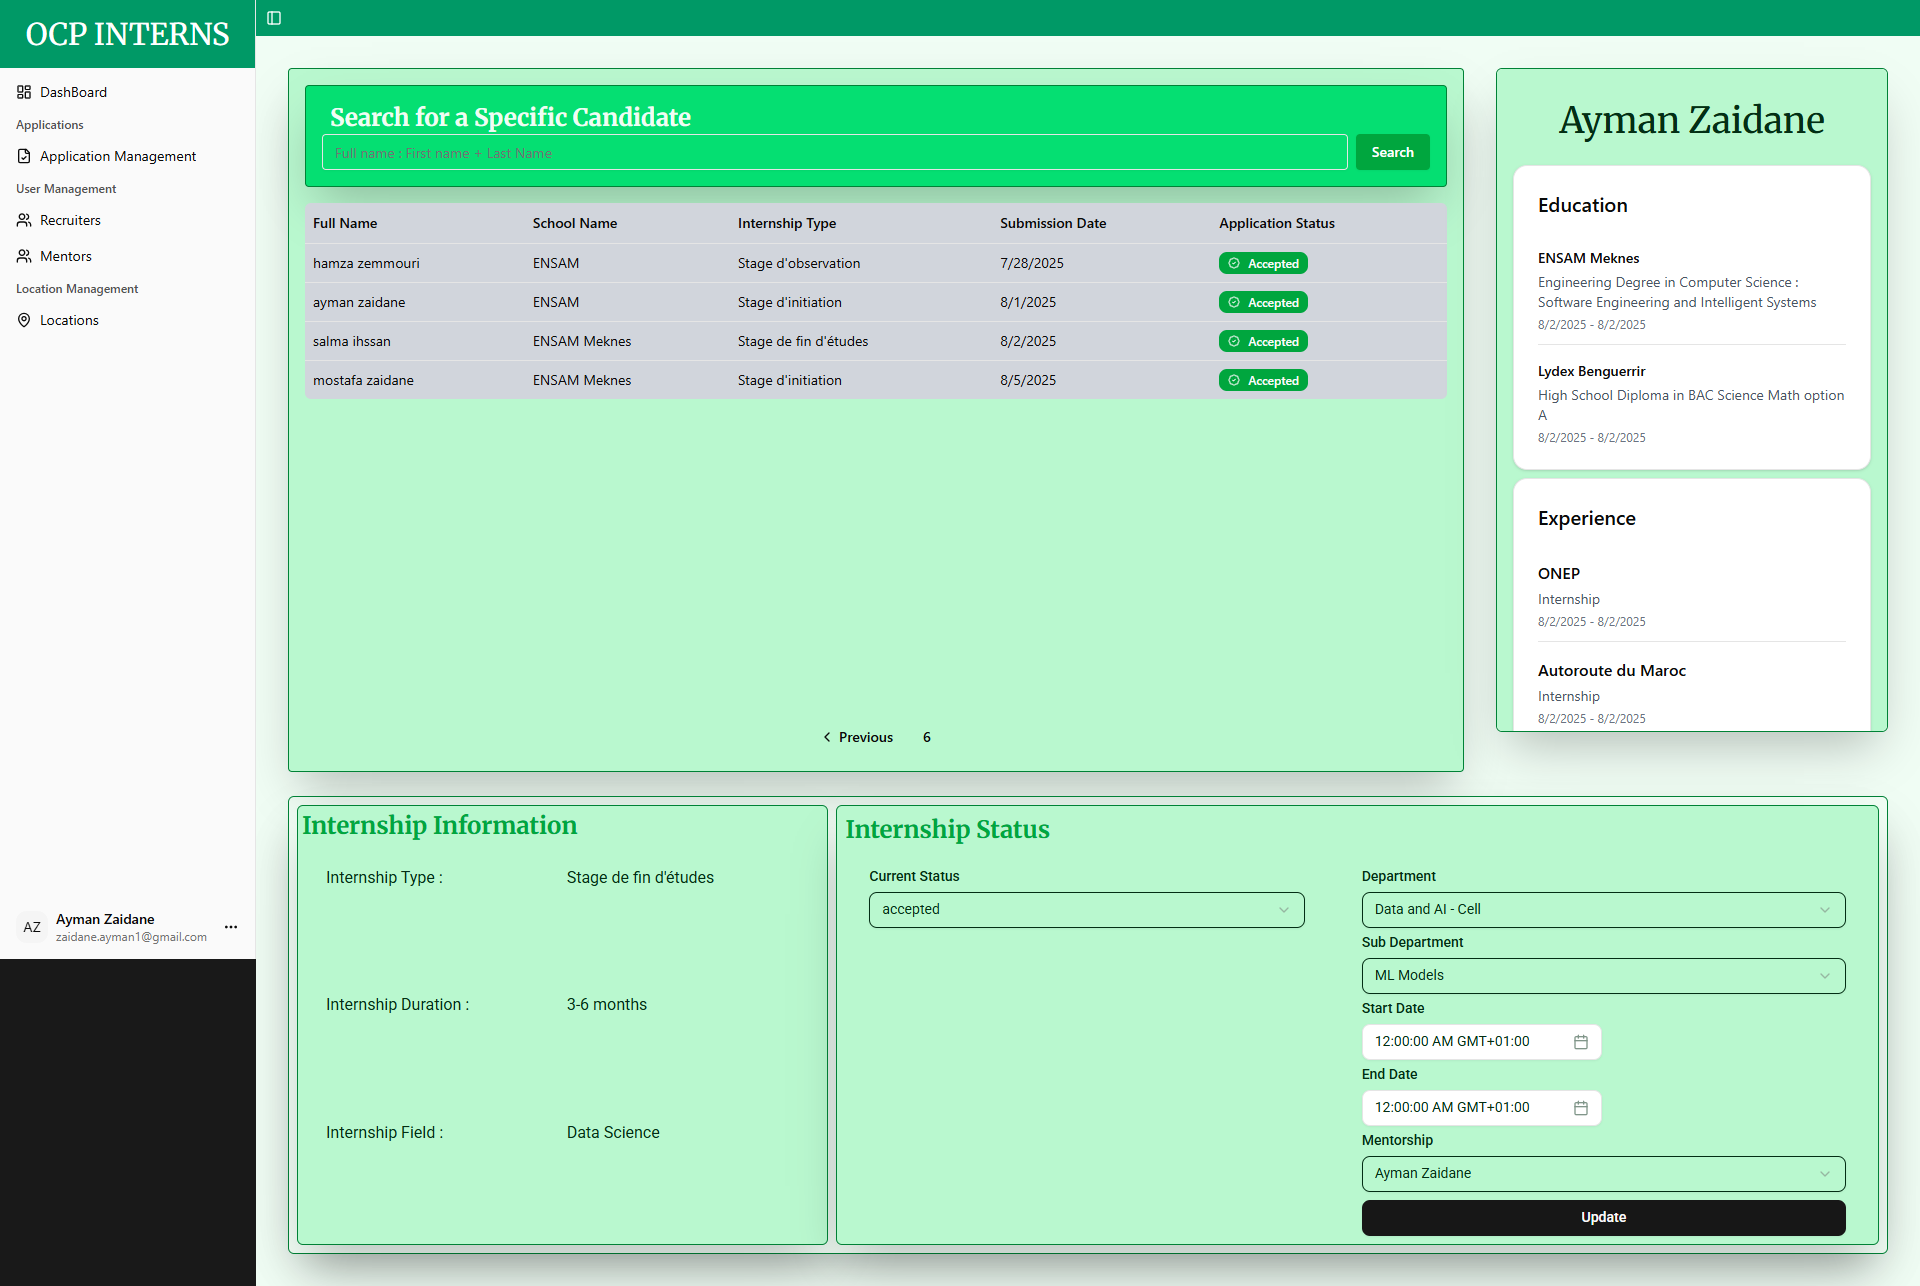 OCP INTERNS
DashBoard
Applications
Application Management
User Management
Recruiters
Mentors
Location Management
Locations
AZ
Ayman Zaidane
zaidane.ayman1@gmail.com
Search for a Specific Candidate
Full name : First name + Last Name
Search
Full Name School Name Internship Type Submission Date Application Status
hamza zemmouri ENSAM Stage d'observation 7/28/2025 Accepted
ayman zaidane ENSAM Stage d'initiation 8/1/2025 Accepted
salma ihssan ENSAM Meknes Stage de fin d'études 8/2/2025 Accepted
mostafa zaidane ENSAM Meknes Stage d'initiation 8/5/2025 Accepted
Previous 6
Ayman Zaidane
Education
ENSAM Meknes
Engineering Degree in Computer Science :
Software Engineering and Intelligent Systems
8/2/2025 - 8/2/2025
Lydex Benguerrir
High School Diploma in BAC Science Math option
A
8/2/2025 - 8/2/2025
Experience
ONEP
Internship
8/2/2025 - 8/2/2025
Autoroute du Maroc
Internship
8/2/2025 - 8/2/2025
Internship Information
Internship Type : Stage de fin d'études
Internship Duration : 3-6 months
Internship Field : Data Science
Internship Status
Current Status
accepted
Department
Data and AI - Cell
Sub Department
ML Models
Start Date
12:00:00 AM GMT+01:00
End Date
12:00:00 AM GMT+01:00
Mentorship
Ayman Zaidane
Update